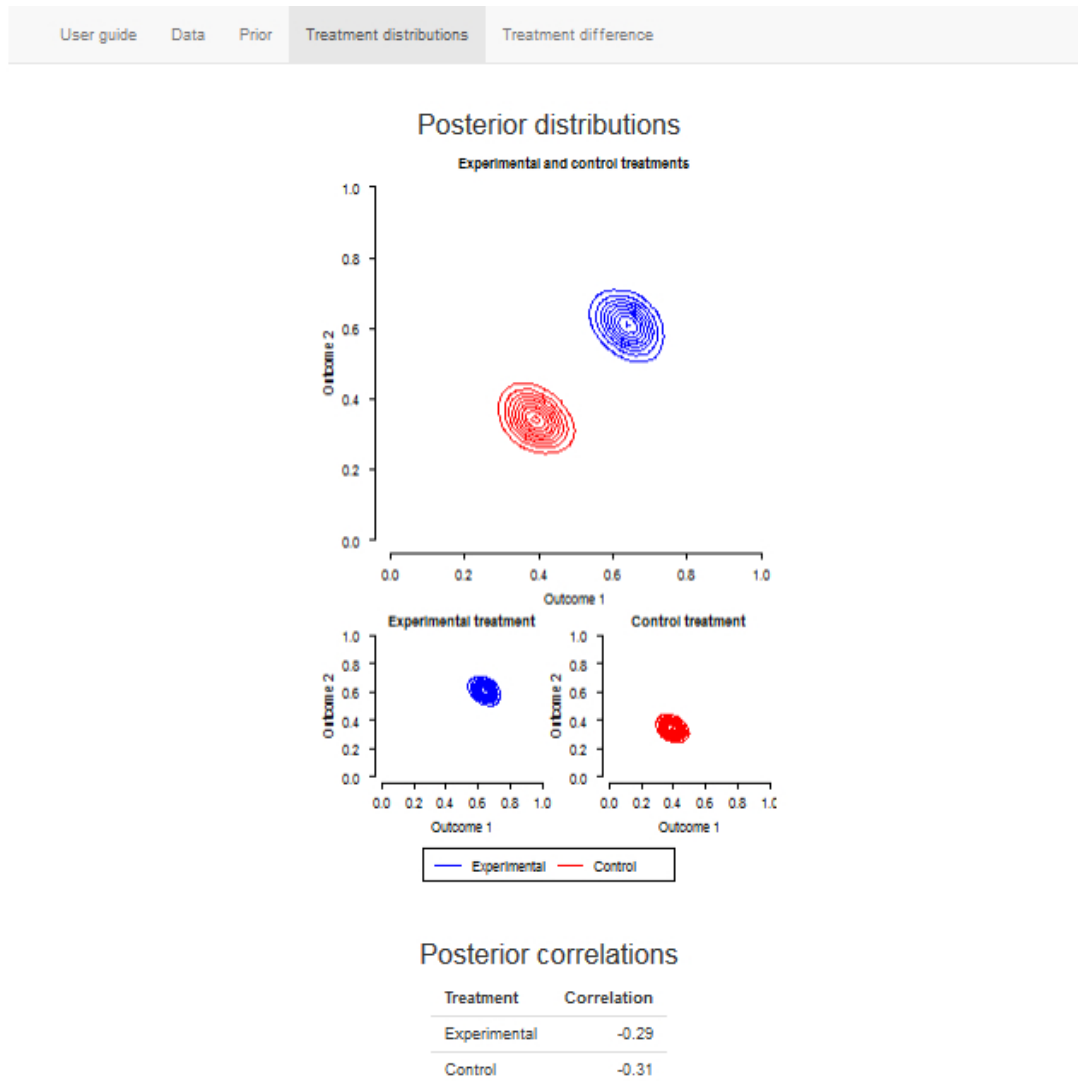 User guide Data Prior Treatment distributions Treatment difference
Posterior distributions
Experimental and control treatments
1.0
0.8
0.6
0.4
0.2
0.0
Outcome 2
0.0 0.2 0.4 0.6 0.8 1.0
Outcome 1
Experimental treatment
1.0
0.8
0.6
0.4
0.2
0.0
Outcome 2
0.0 0.2 0.4 0.6 0.8 1.0
Outcome 1
Control treatment
1.0
0.8
0.6
0.4
0.2
0.0
Outcome 2
0.0 0.2 0.4 0.6 0.8 1.0
Outcome 1
Experimental Control
Posterior correlations
Treatment Correlation
Experimental -0.29
Control -0.31